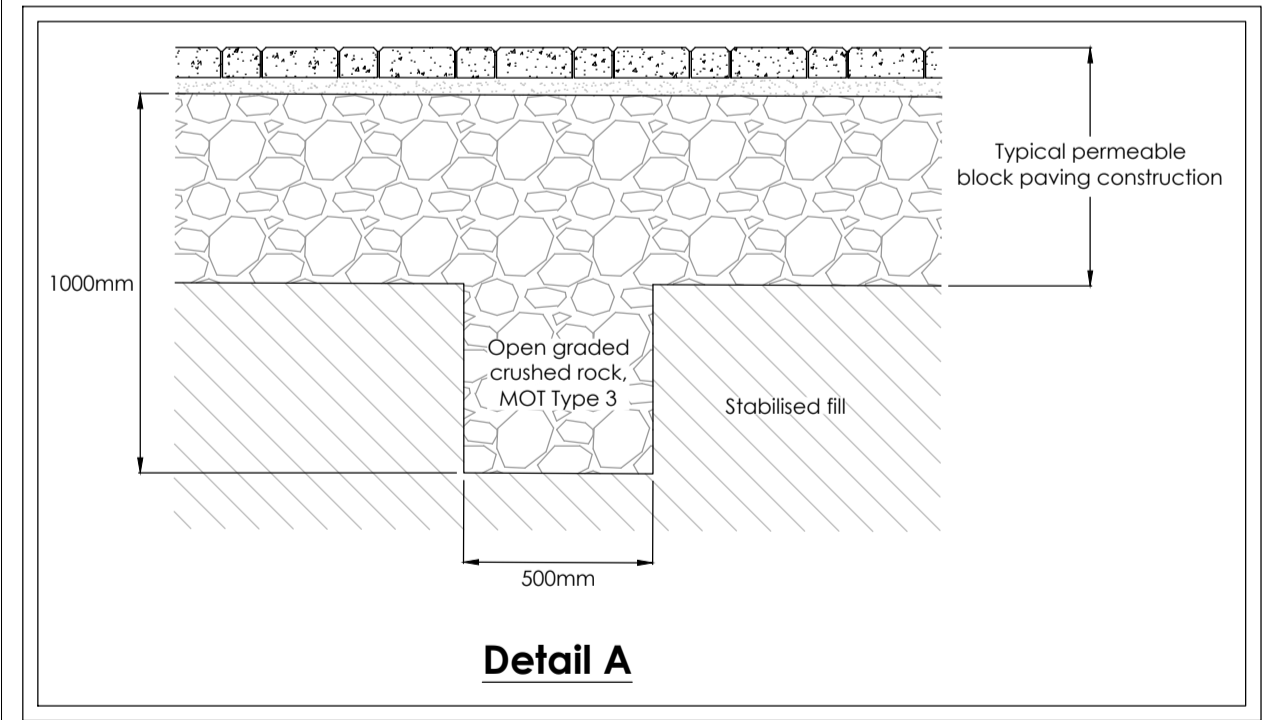 Typical permeable
block paving construction
1000mm
Open graded
crushed rock,
MOT Type 3
Stabilised fill
500mm
Detail A